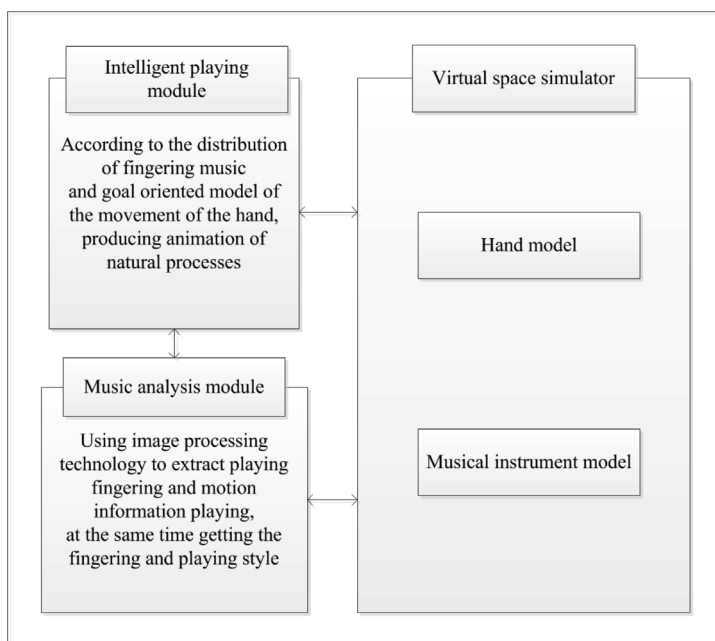 Intelligent playing
module
According to the distribution
of fingering music
and goal oriented model of
the movement of the hand,
producing animation of
natural processes
Music analysis module
Using image processing
technology to extract playing
fingering and motion
information playing,
at the same time getting the
fingering and playing style
Virtual space simulator
Hand model
Musical instrument model